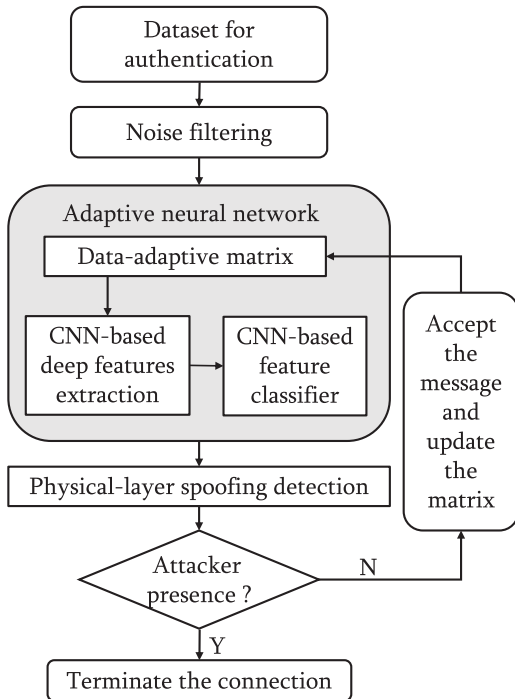 Dataset for
authentication
Noise filtering
Adaptive neural network
Data-adaptive matrix
CNN-based
deep features
extraction
CNN-based
feature
classifier
Accept
the
message
and
update
the
matrix
Physical-layer spoofing detection
Attacker
presence ?
N
Y
Terminate the connection